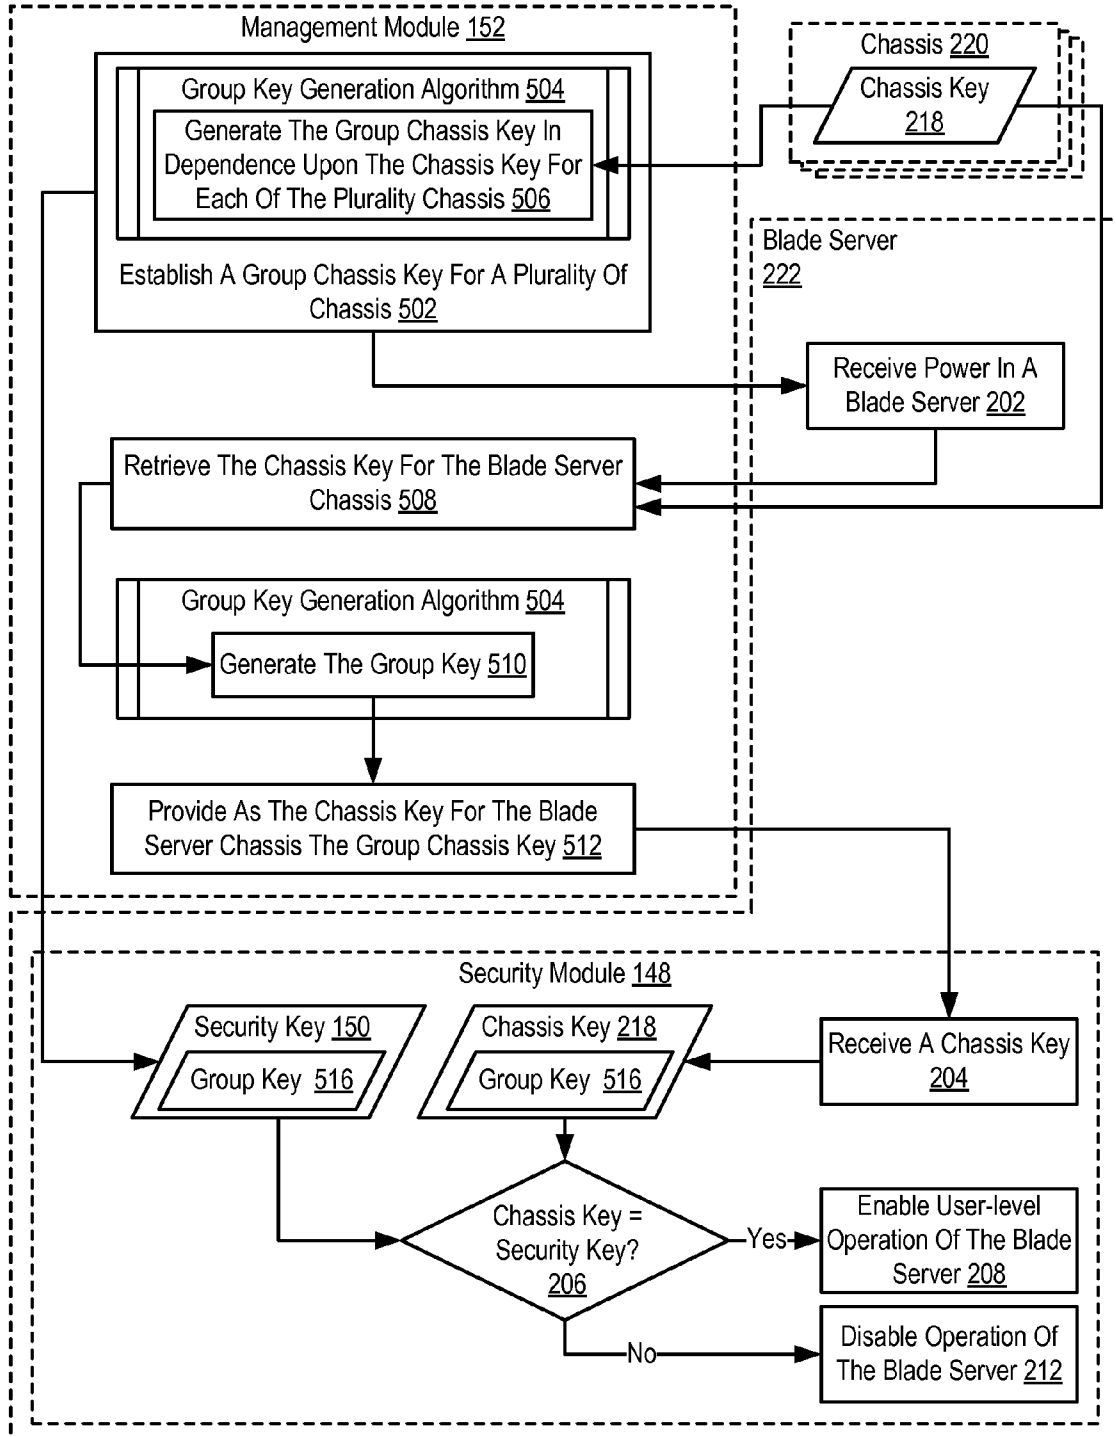 Management Module 152
Chassis 220
Chassis Key
218
Group Key Generation Algorithm 504
Generate The Group Chassis Key In
Dependence Upon The Chassis Key For
Each Of The Plurality Chassis 506
Establish A Group Chassis Key For A Plurality Of
Chassis 502
Blade Server
222
Receive Power In A
Blade Server 202
Retrieve The Chassis Key For The Blade Server
Chassis 508
Group Key Generation Algorithm 504
Generate The Group Key 510
Provide As The Chassis Key For The Blade
Server Chassis The Group Chassis Key 512
Security Module 148
Security Key 150
Group Key 516
Chassis Key 218
Group Key 516
Receive A Chassis Key
204
Chassis Key =
Security Key?
206
Yes
Enable User-level
Operation Of The Blade
Server 208
No
Disable Operation Of
The Blade Server 212